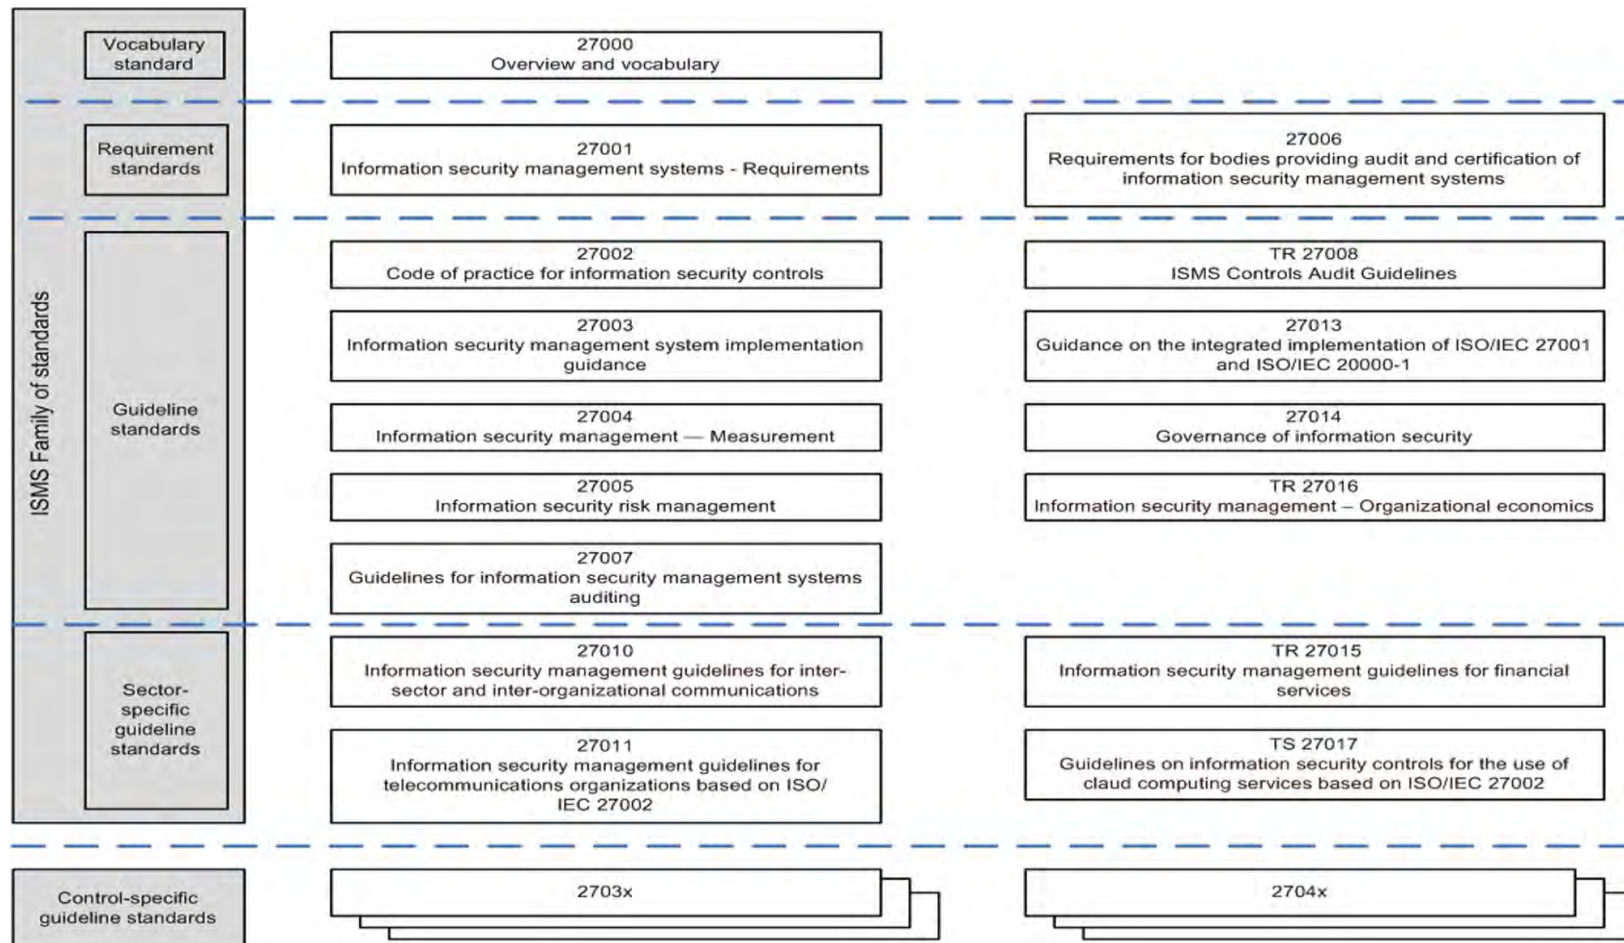 ISMS Family of standards
Vocabulary
standard
27000
Overview and vocabulary
Requirement
standards
27001
Information security management systems - Requirements
27006
Requirements for bodies providing audit and certification of
information security management systems
Guideline
standards
27002
Code of practice for information security controls
TR 27008
ISMS Controls Audit Guidelines
27003
Information security management system implementation
guidance
27013
Guidance on the integrated implementation of ISO/IEC 27001
and ISO/IEC 20000-1
27004
Information security management — Measurement
27014
Governance of information security
27005
Information security risk management
TR 27016
Information security management – Organizational economics
27007
Guidelines for information security management systems
auditing
Sector-
specific
guideline
standards
27010
Information security management guidelines for inter-
sector and inter-organizational communications
TR 27015
Information security management guidelines for financial
services
27011
Information security management guidelines for
telecommunications organizations based on ISO/
IEC 27002
TS 27017
Guidelines on information security controls for the use of
claud computing services based on ISO/IEC 27002
Control-specific
guideline standards
2703x
2704x